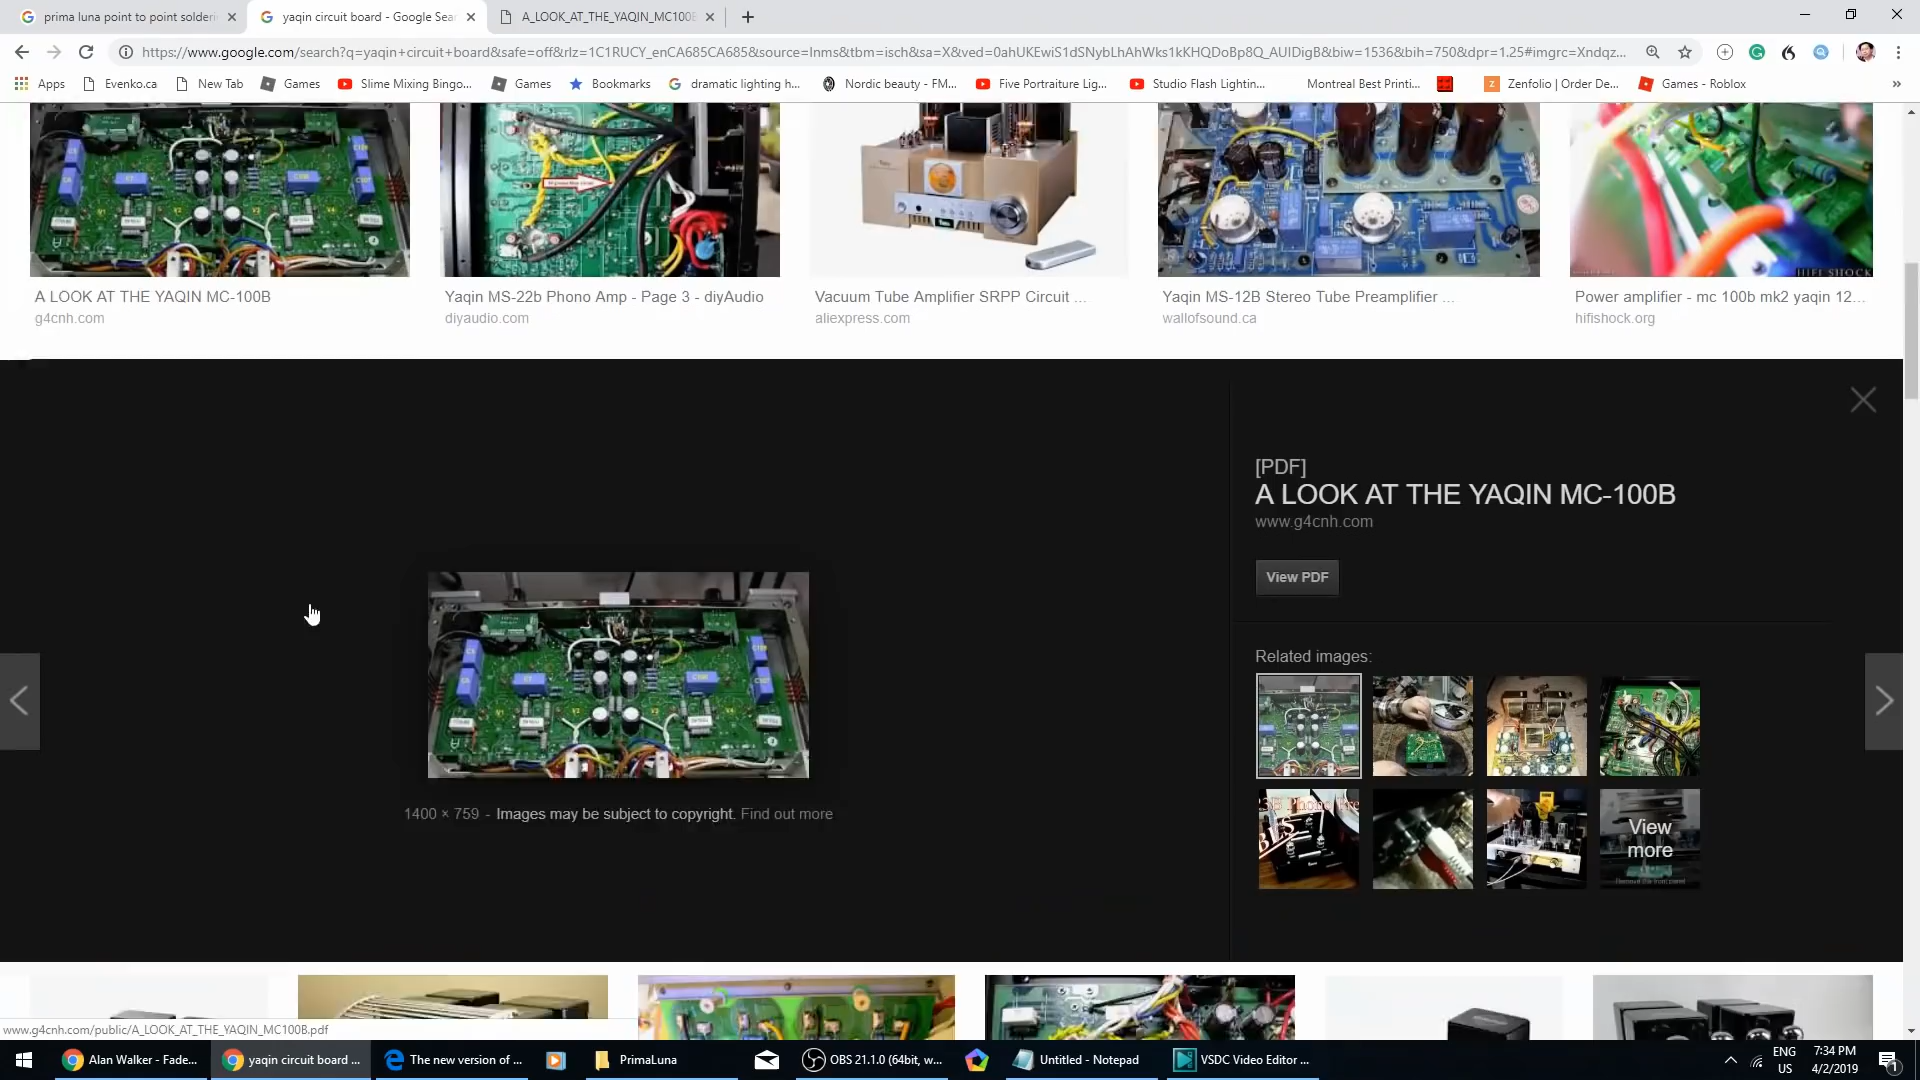 prima luna point to point solderi
yaqin circuit board - Google Sear
A_LOOK_AT_THE_YAQIN_MC100B
https://www.google.com/search?q=yaqin+circuit+board&safe=off&rlz=1C1RUCY_enCA685CA685&source=lnms&tbm=isch&sa=X&ved=0ahUKEwiS1dSNybLhAhWks1kKHQDoBp8Q_AUIDigB&biw=1536&bih=750&dpr=1.25#imgrc=Xndqz...
Apps
Evenko.ca
New Tab
Games
Slime Mixing Bingo...
Games
Bookmarks
dramatic lighting h...
Nordic beauty - FM...
Five Portraiture Lig...
Studio Flash Lightin...
Montreal Best Printi...
Zenfolio | Order De...
Games - Roblox
»
HIFI SHOCK
A LOOK AT THE YAQIN MC-100B
g4cnh.com
Yaqin MS-22b Phono Amp - Page 3 - diyAudio
diyaudio.com
Vacuum Tube Amplifier SRPP Circuit ...
aliexpress.com
Yaqin MS-12B Stereo Tube Preamplifier ...
wallofsound.ca
Power amplifier - mc 100b mk2 yaqin 12...
hifishock.org
[PDF]
A LOOK AT THE YAQIN MC-100B
www.g4cnh.com
View PDF
Related images:
View
more
1400 × 759 - Images may be subject to copyright. Find out more
www.g4cnh.com/public/A_LOOK_AT_THE_YAQIN_MC100B.pdf
Alan Walker - Fade...
yaqin circuit board ...
The new version of ...
PrimaLuna
OBS 21.1.0 (64bit, w...
Untitled - Notepad
VSDC Video Editor ...
ENG
US
7:34 PM
4/2/2019
1